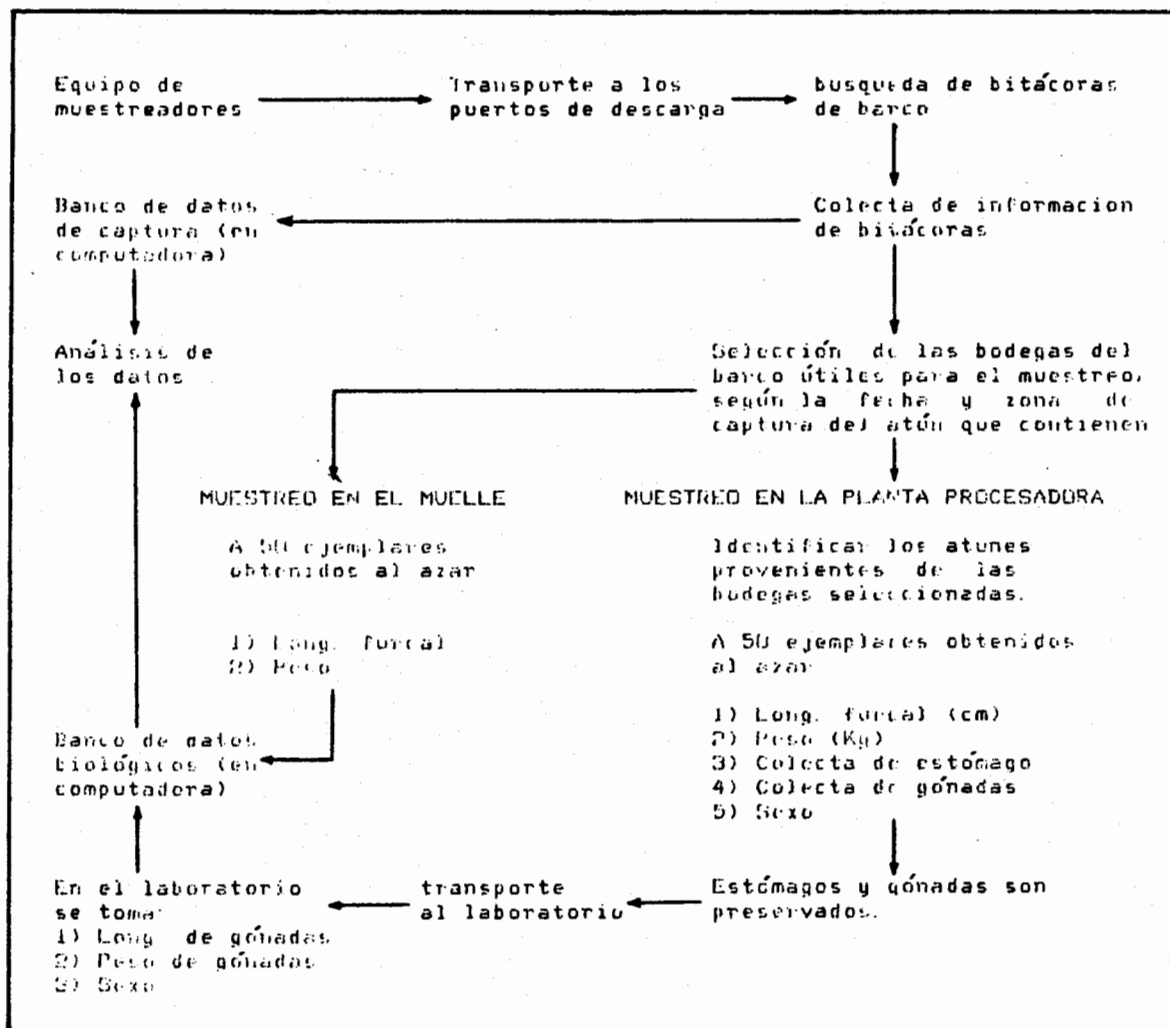 Equipo de
muestreadores
Transporte a los
puertos de descarga
busqueda de bitácoras
de barco
Banco de datos
de captura (en
computadora)
Colecta de informacion
de bitácoras
Análisis de
los datos
Selección de las bodegas del
barco útiles para el muestreo,
según la fecha y zona de
captura del atún que contienen
MUESTREO EN EL MUELLE
A 50 ejemplares
obtenidos al azar
1) Long. furcal
2) Peso
MUESTREO EN LA PLANTA PROCESADORA
Identificar los atunes
provenientes de las
bodegas seleccionadas.
A 50 ejemplares obtenidos
al azar
1) Long. furcal (cm)
2) Peso (Kg)
3) Colecta de estómago
4) Colecta de gónadas
5) Sexo
Banco de datos
biológicos (en
computadora)
En el laboratorio
se toma:
1) Long de gónadas
2) Peso de gónadas
3) Sexo
transporte
al laboratorio
Estómagos y gónadas son
preservados.